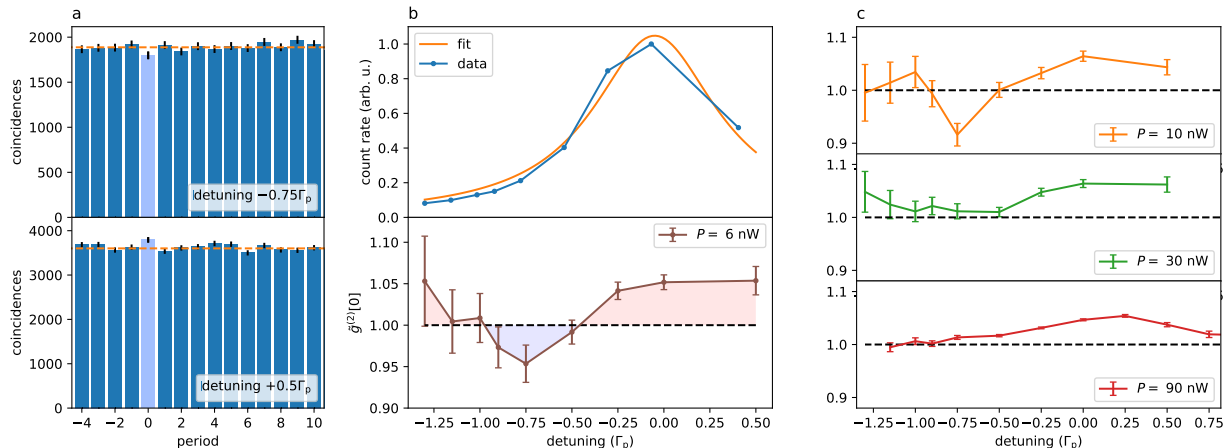 a
2000
1500
1000
500
0
coincidences
detuning −0.75Γp
4000
3000
2000
1000
0
coincidences
detuning +0.5Γp
−4 −2 0 2 4 6 8 10
period
b
1.0
0.8
0.6
0.4
0.2
0.0
count rate (arb. u.)
fit
data
1.10
1.05
1.00
0.95
0.90
g̃⁽²⁾[0]
P = 6 nW
−1.25 −1.00 −0.75 −0.50 −0.25 0.00 0.25 0.50
detuning (Γp)
c
1.1
1.0
0.9
P = 10 nW
1.1
1.0
0.9
P = 30 nW
1.1
1.0
0.9
P = 90 nW
−1.25 −1.00 −0.75 −0.50 −0.25 0.00 0.25 0.50 0.75
detuning (Γp)